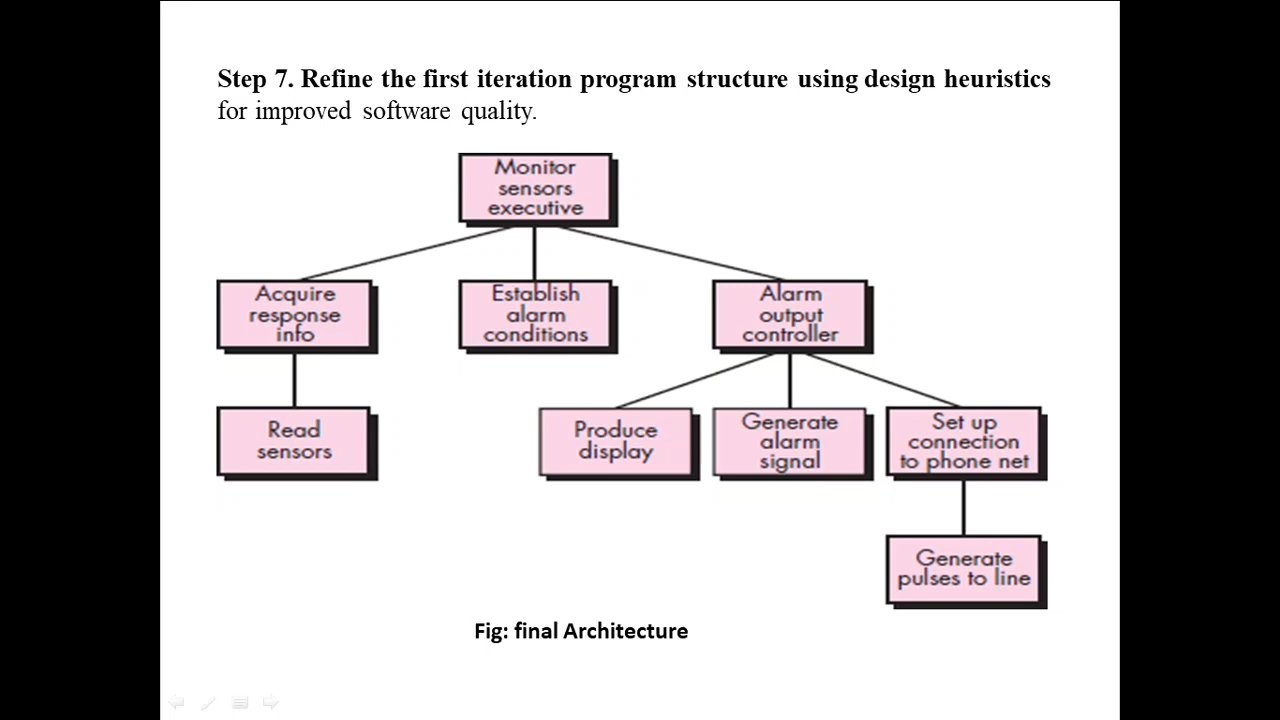 Step 7. Refine the first iteration program structure using design heuristics
for improved software quality.
Monitor
sensors
executive
Acquire
response
info
Establish
alarm
conditions
Alarm
output
controller
Read
sensors
Produce
display
Generate
alarm
signal
Set up
connection
to phone net
Generate
pulses to line
Fig: final Architecture